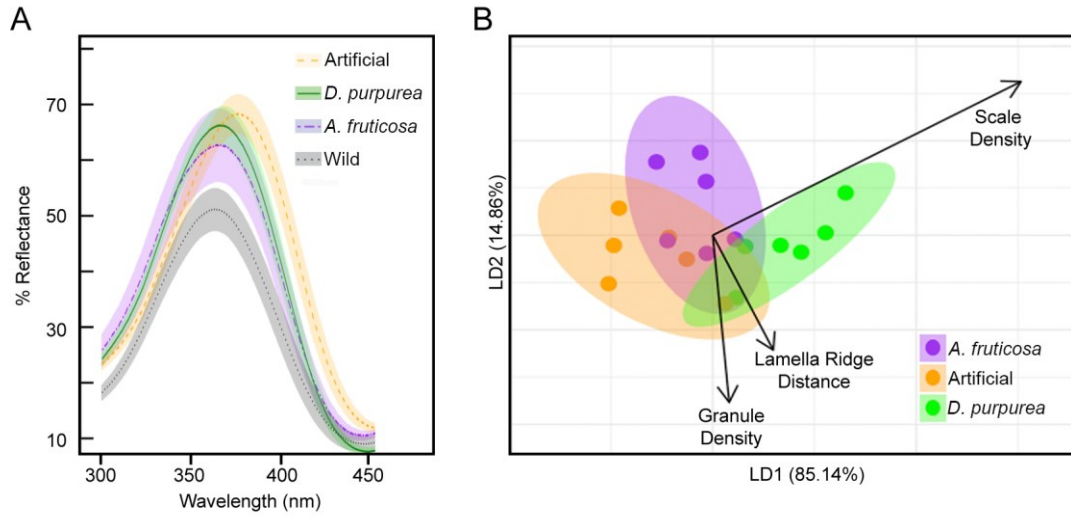 A
% Reflectance
70
50
30
10
300
350
400
450
Wavelength (nm)
Artificial
D. purpurea
A. fruticosa
Wild
B
LD2 (14.86%)
LD1 (85.14%)
Scale
Density
Lamella Ridge
Distance
Granule
Density
A. fruticosa
Artificial
D. purpurea